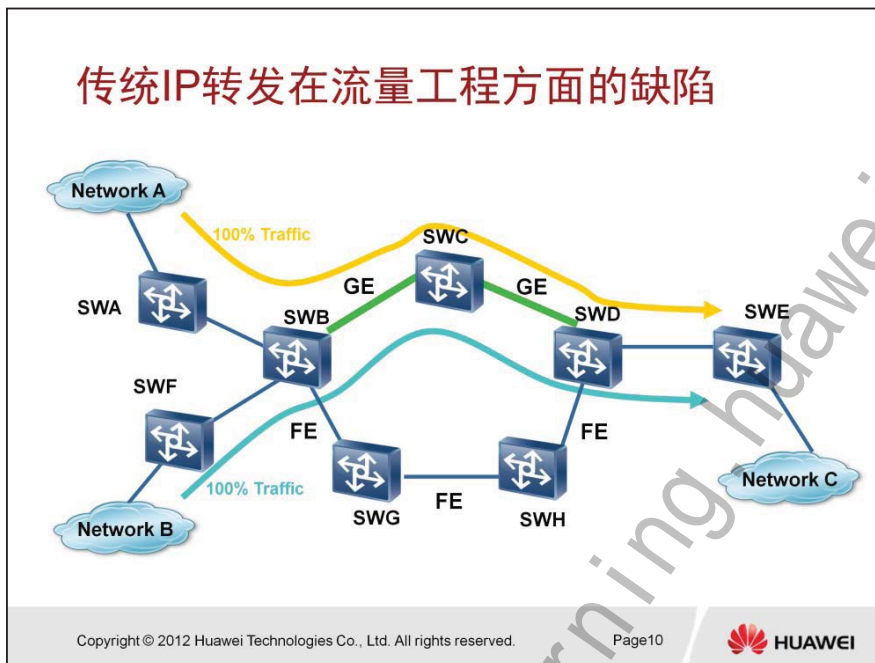 传统IP转发在流量工程方面的缺陷
Network A
100% Traffic
SWC
GE
GE
SWA
SWB
SWD
SWE
SWF
FE
FE
100% Traffic
Network C
SWG
FE
SWH
Network B
Copyright © 2012 Huawei Technologies Co., Ltd. All rights reserved.
Page10
HUAWEI
rning.huawei.